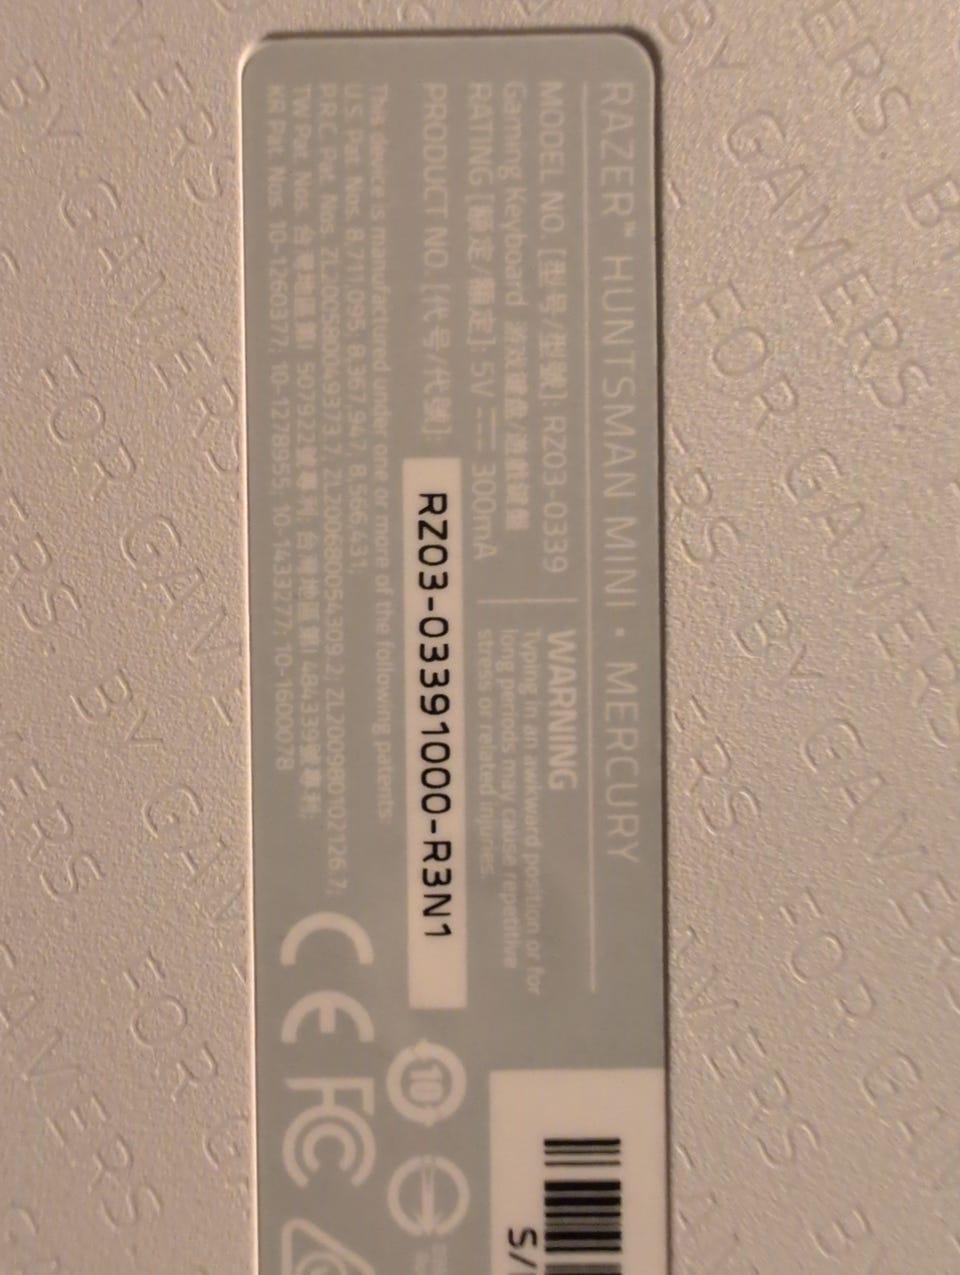 RAZER™ HUNTSMAN MINI • MERCURY
MODEL NO. [型号/型號]: RZ03-0339
Gaming Keyboard 游戏键盘/遊戲鍵盤
RATING [额定/額定]: 5V ⎓ 300mA
WARNING
Typing in an awkward position or for
long periods may cause repetitive
stress or related injuries.
PRODUCT NO. [代号/代號]:
RZ03-03391000-R3N1
This device is manufactured under one or more of the following patents:
U.S. Pat. Nos. 8,711,095, 8,367,947, 8,566,431,
P.R.C. Pat. Nos. ZL200580049373.7, ZL200680054309.2, ZL200980102126.7,
TW Pat. Nos. 台灣地區第I 507922號專利, 台灣地區第I 484339號專利,
KR Pat. Nos. 10-1260377, 10-1278955, 10-1433277, 10-1600078
CE
FC
10
S/
FOR GAMERS BY GAMERS